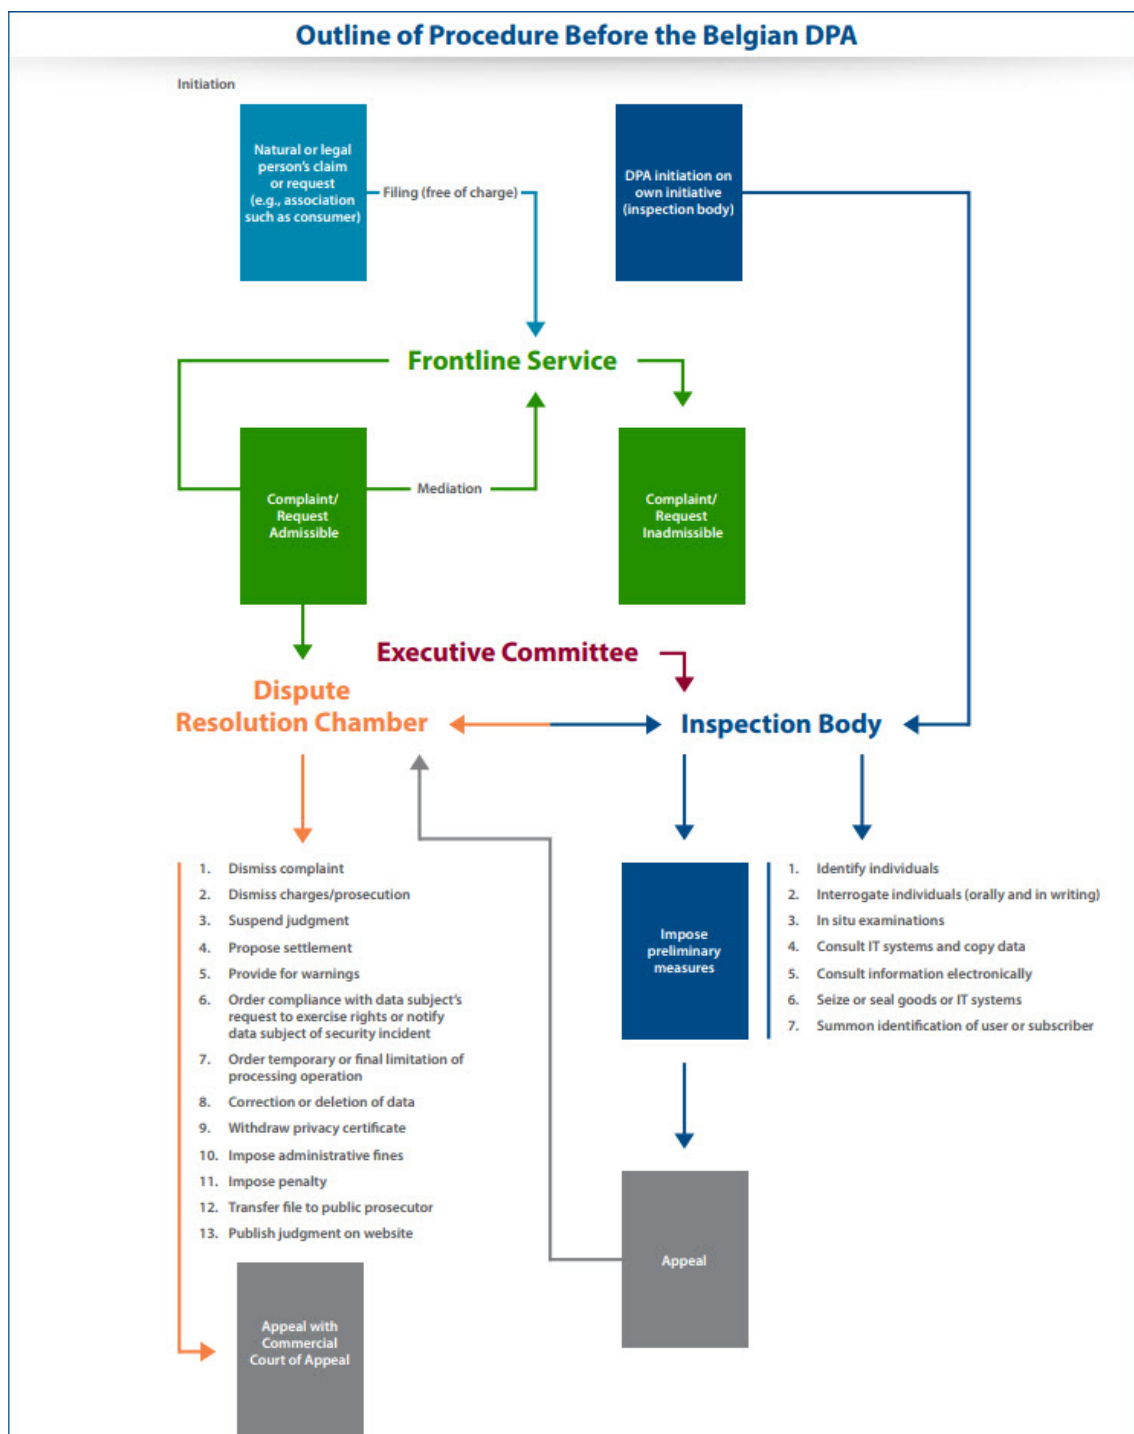 Outline of Procedure Before the Belgian DPA
Initiation
Natural or legal
person's claim
or request
(e.g., association
such as consumer)
Filing (free of charge)
DPA initiation on
own initiative
(inspection body)
Frontline Service
Complaint/
Request
Admissible
Mediation
Complaint/
Request
Inadmissible
Executive Committee
Dispute
Resolution Chamber
Inspection Body
1. Dismiss complaint
2. Dismiss charges/prosecution
3. Suspend judgment
4. Propose settlement
5. Provide for warnings
6. Order compliance with data subject's
request to exercise rights or notify
data subject of security incident
7. Order temporary or final limitation of
processing operation
8. Correction or deletion of data
9. Withdraw privacy certificate
10. Impose administrative fines
11. Impose penalty
12. Transfer file to public prosecutor
13. Publish judgment on website
Impose
preliminary
measures
1. Identify individuals
2. Interrogate individuals (orally and in writing)
3. In situ examinations
4. Consult IT systems and copy data
5. Consult information electronically
6. Seize or seal goods or IT systems
7. Summon identification of user or subscriber
Appeal
Appeal with
Commercial
Court of Appeal